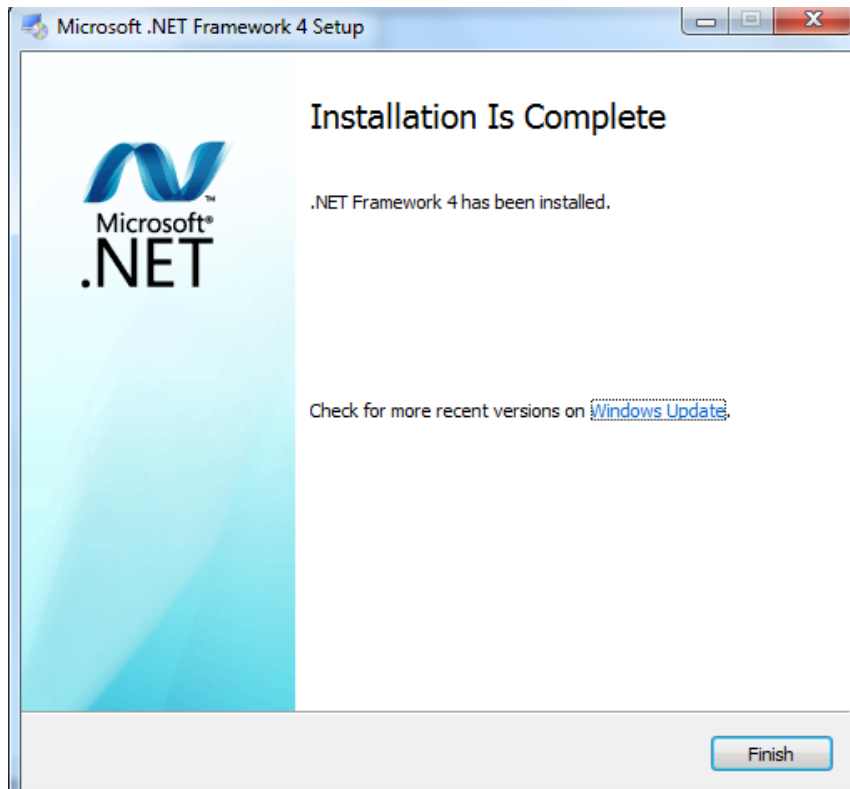 Microsoft .NET Framework 4 Setup
Installation Is Complete
.NET Framework 4 has been installed.
Microsoft®
.NET
™
Check for more recent versions on Windows Update.
Finish